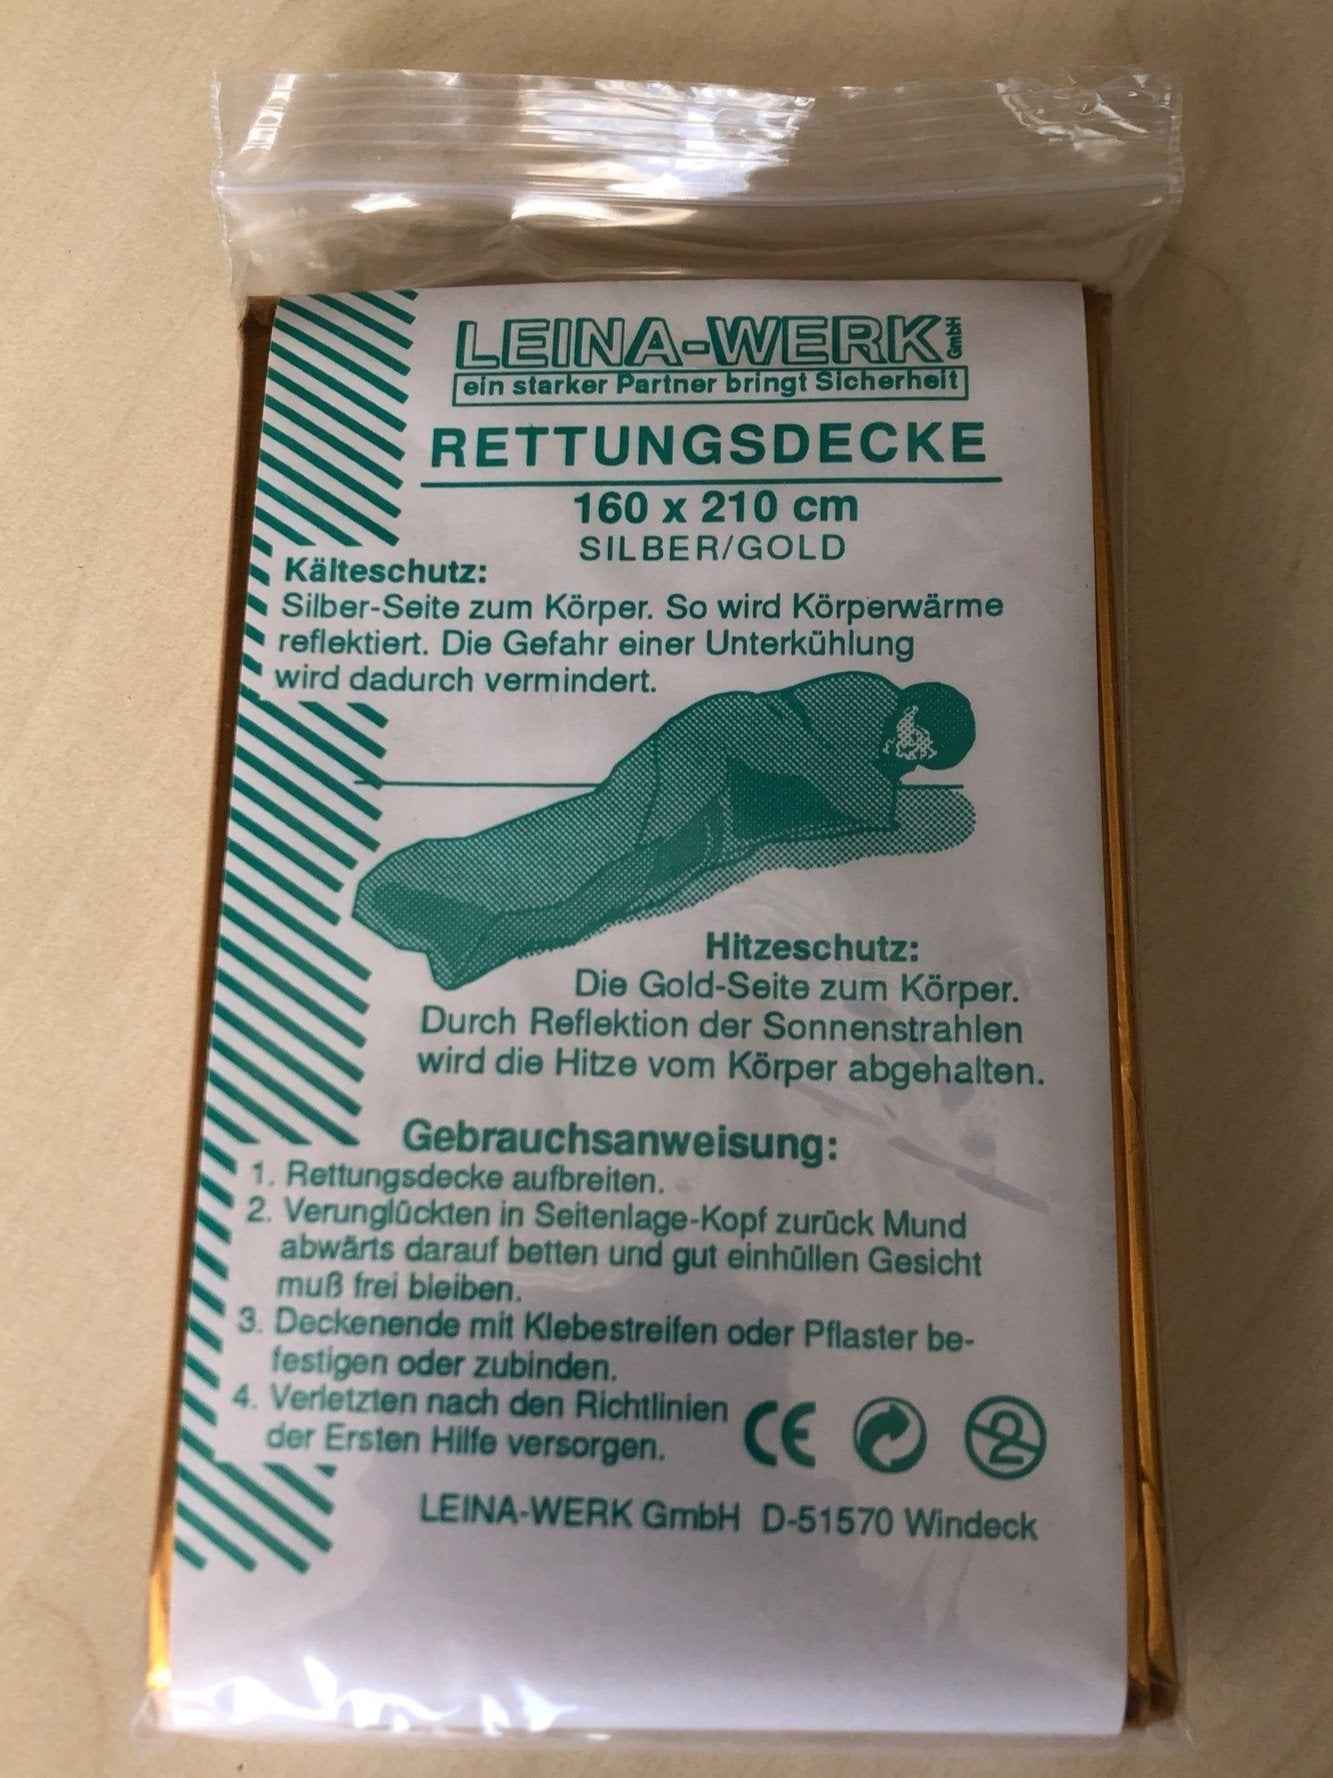 LEINA-WERK GmbH
ein starker Partner bringt Sicherheit
RETTUNGSDECKE
160 x 210 cm
SILBER/GOLD
Kälteschutz:
Silber-Seite zum Körper. So wird Körperwärme
reflektiert. Die Gefahr einer Unterkühlung
wird dadurch vermindert.
Hitzeschutz:
Die Gold-Seite zum Körper.
Durch Reflektion der Sonnenstrahlen
wird die Hitze vom Körper abgehalten.
Gebrauchsanweisung:
1. Rettungsdecke aufbreiten.
2. Verunglückten in Seitenlage-Kopf zurück Mund
abwärts darauf betten und gut einhüllen Gesicht
muß frei bleiben.
3. Deckenende mit Klebestreifen oder Pflaster be-
festigen oder zubinden.
4. Verletzten nach den Richtlinien
der Ersten Hilfe versorgen.
CE 2
LEINA-WERK GmbH D-51570 Windeck